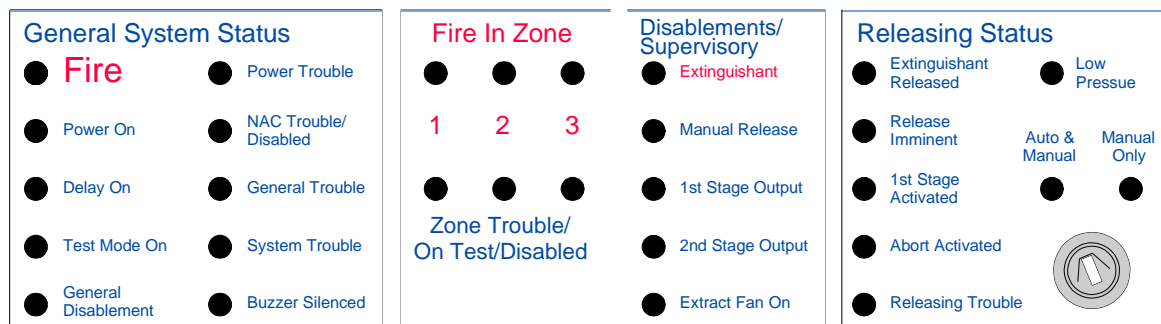 General System Status
Fire
Power Trouble
Power On
NAC Trouble/
Disabled
Delay On
General Trouble
Test Mode On
System Trouble
General
Disablement
Buzzer Silenced
Fire In Zone
1 2 3
Zone Trouble/
On Test/Disabled
Disablements/
Supervisory
Extinguishant
Manual Release
1st Stage Output
2nd Stage Output
Extract Fan On
Releasing Status
Extinguishant
Released
Low
Pressue
Release
Imminent
Auto &
Manual
Manual
Only
1st Stage
Activated
Abort Activated
Releasing Trouble